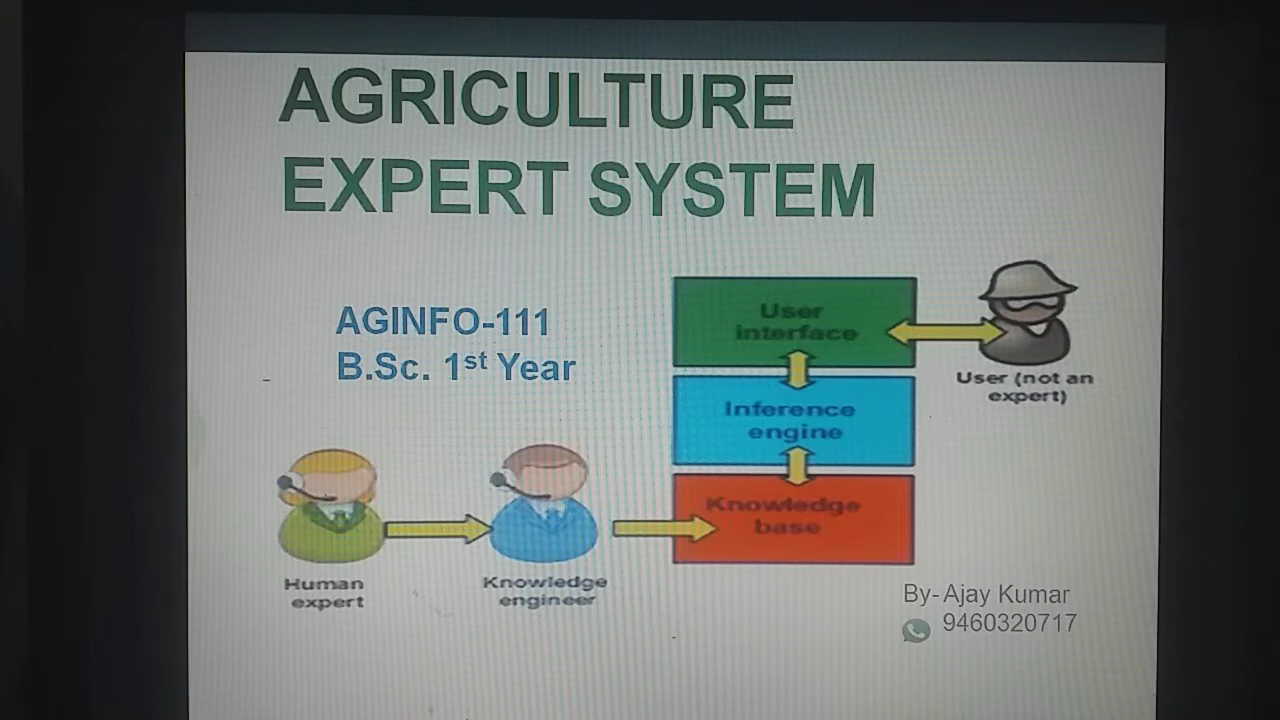 AGRICULTURE
EXPERT SYSTEM
AGINFO-111
B.Sc. 1st Year
User
interface
User (not an
expert)
Inference
engine
Knowledge
base
Human
expert
Knowledge
engineer
By- Ajay Kumar
9460320717